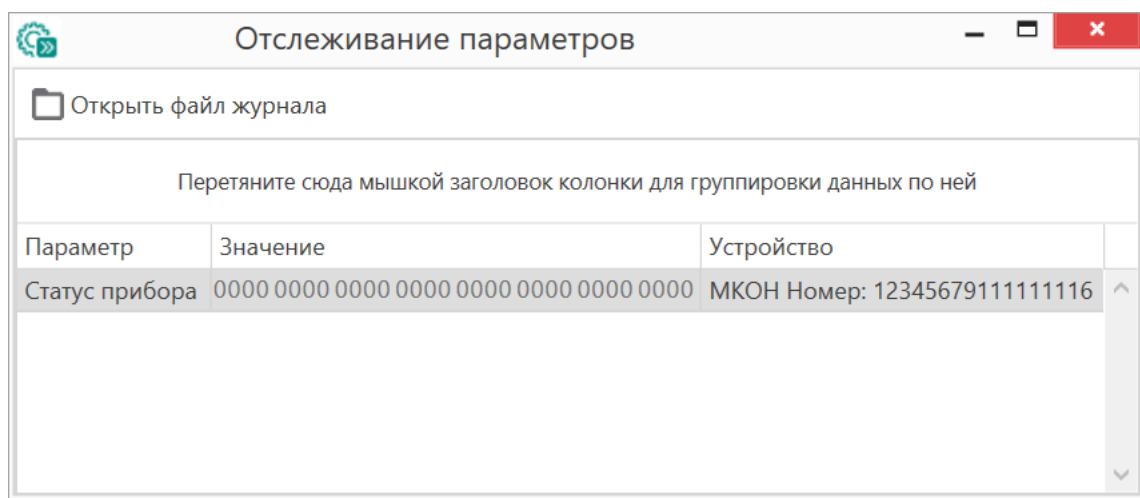 Отслеживание параметров
Открыть файл журнала
Перетяните сюда мышкой заголовок колонки для группировки данных по ней
Параметр Значение Устройство
Статус прибора 0000 0000 0000 0000 0000 0000 0000 0000 МКОН Номер: 12345679111111116